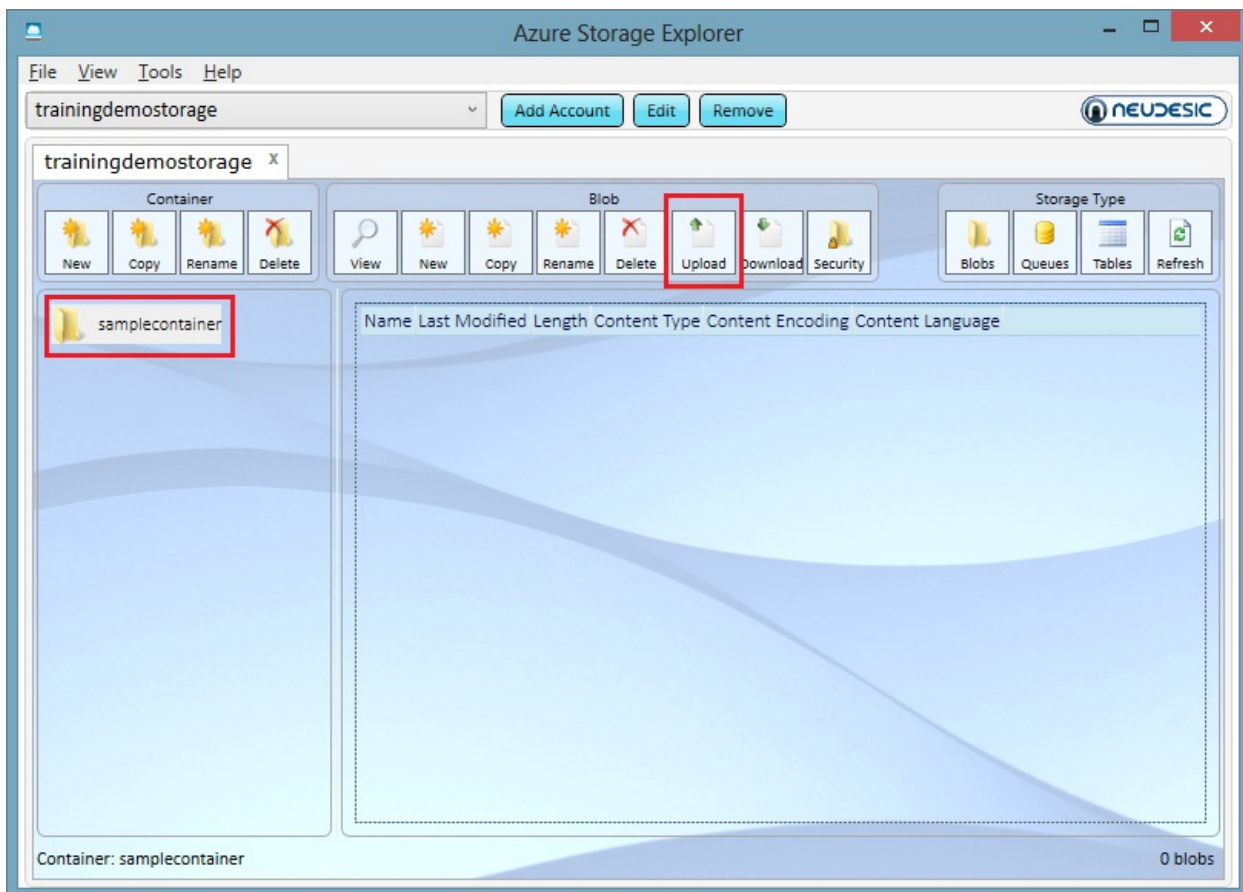 Azure Storage Explorer
File View Tools Help
trainingdemostorage Add Account Edit Remove NEUDESIC
trainingdemostorage X
Container Blob Storage Type
New Copy Rename Delete View New Copy Rename Delete Upload Download Security Blobs Queues Tables Refresh
samplecontainer
Name Last Modified Length Content Type Content Encoding Content Language
Container: samplecontainer 0 blobs